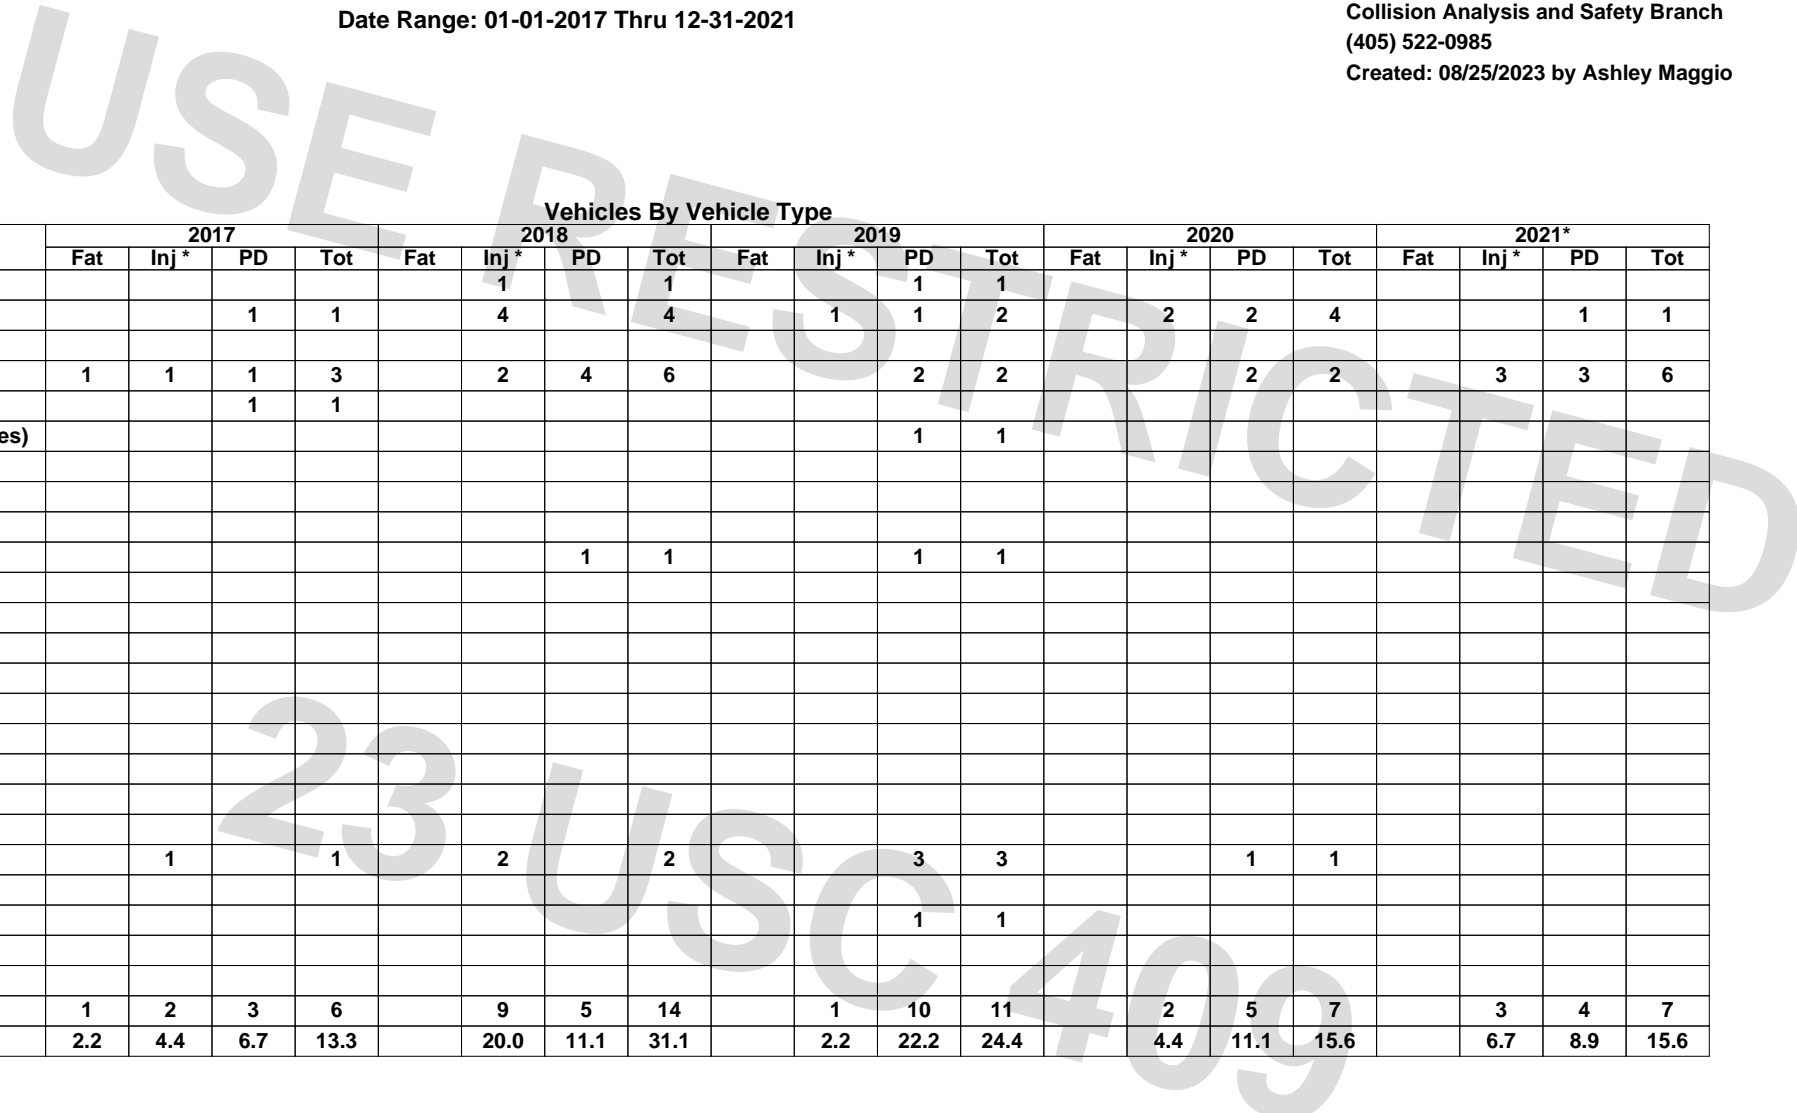 Date Range: 01-01-2017 Thru 12-31-2021
Collision Analysis and Safety Branch
(405) 522-0985
Created: 08/25/2023 by Ashley Maggio
USE RESTRICTED
Vehicles By Vehicle Type
2017 2018 2019 2020 2021*
Fat Inj * PD Tot Fat Inj * PD Tot Fat Inj * PD Tot Fat Inj * PD Tot Fat Inj * PD Tot
1 1 1 1
1 1 4 4 1 1 2 2 2 4 1 1
1 1 1 3 2 4 6 2 2 2 2 3 3 6
1 1
es) 1 1
1 1 1 1
1 1 2 2 3 3 1 1
1 1
1 2 3 6 9 5 14 1 10 11 2 5 7 3 4 7
2.2 4.4 6.7 13.3 20.0 11.1 31.1 2.2 22.2 24.4 4.4 11.1 15.6 6.7 8.9 15.6
23 USC 409